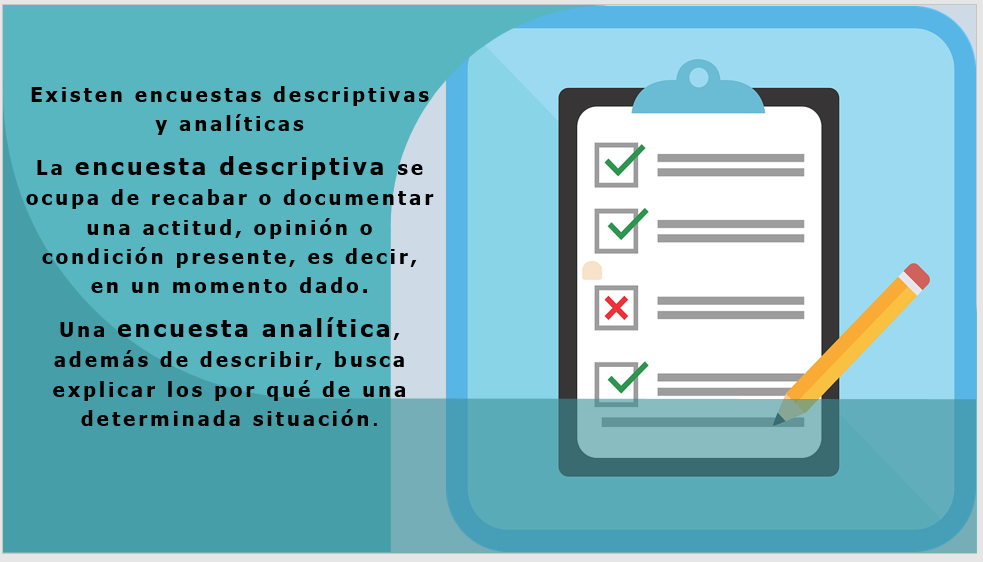 Existen encuestas descriptivas
y analíticas
La encuesta descriptiva se
ocupa de recabar o documentar
una actitud, opinión o
condición presente, es decir,
en un momento dado.
Una encuesta analítica,
además de describir, busca
explicar los por qué de una
determinada situación.